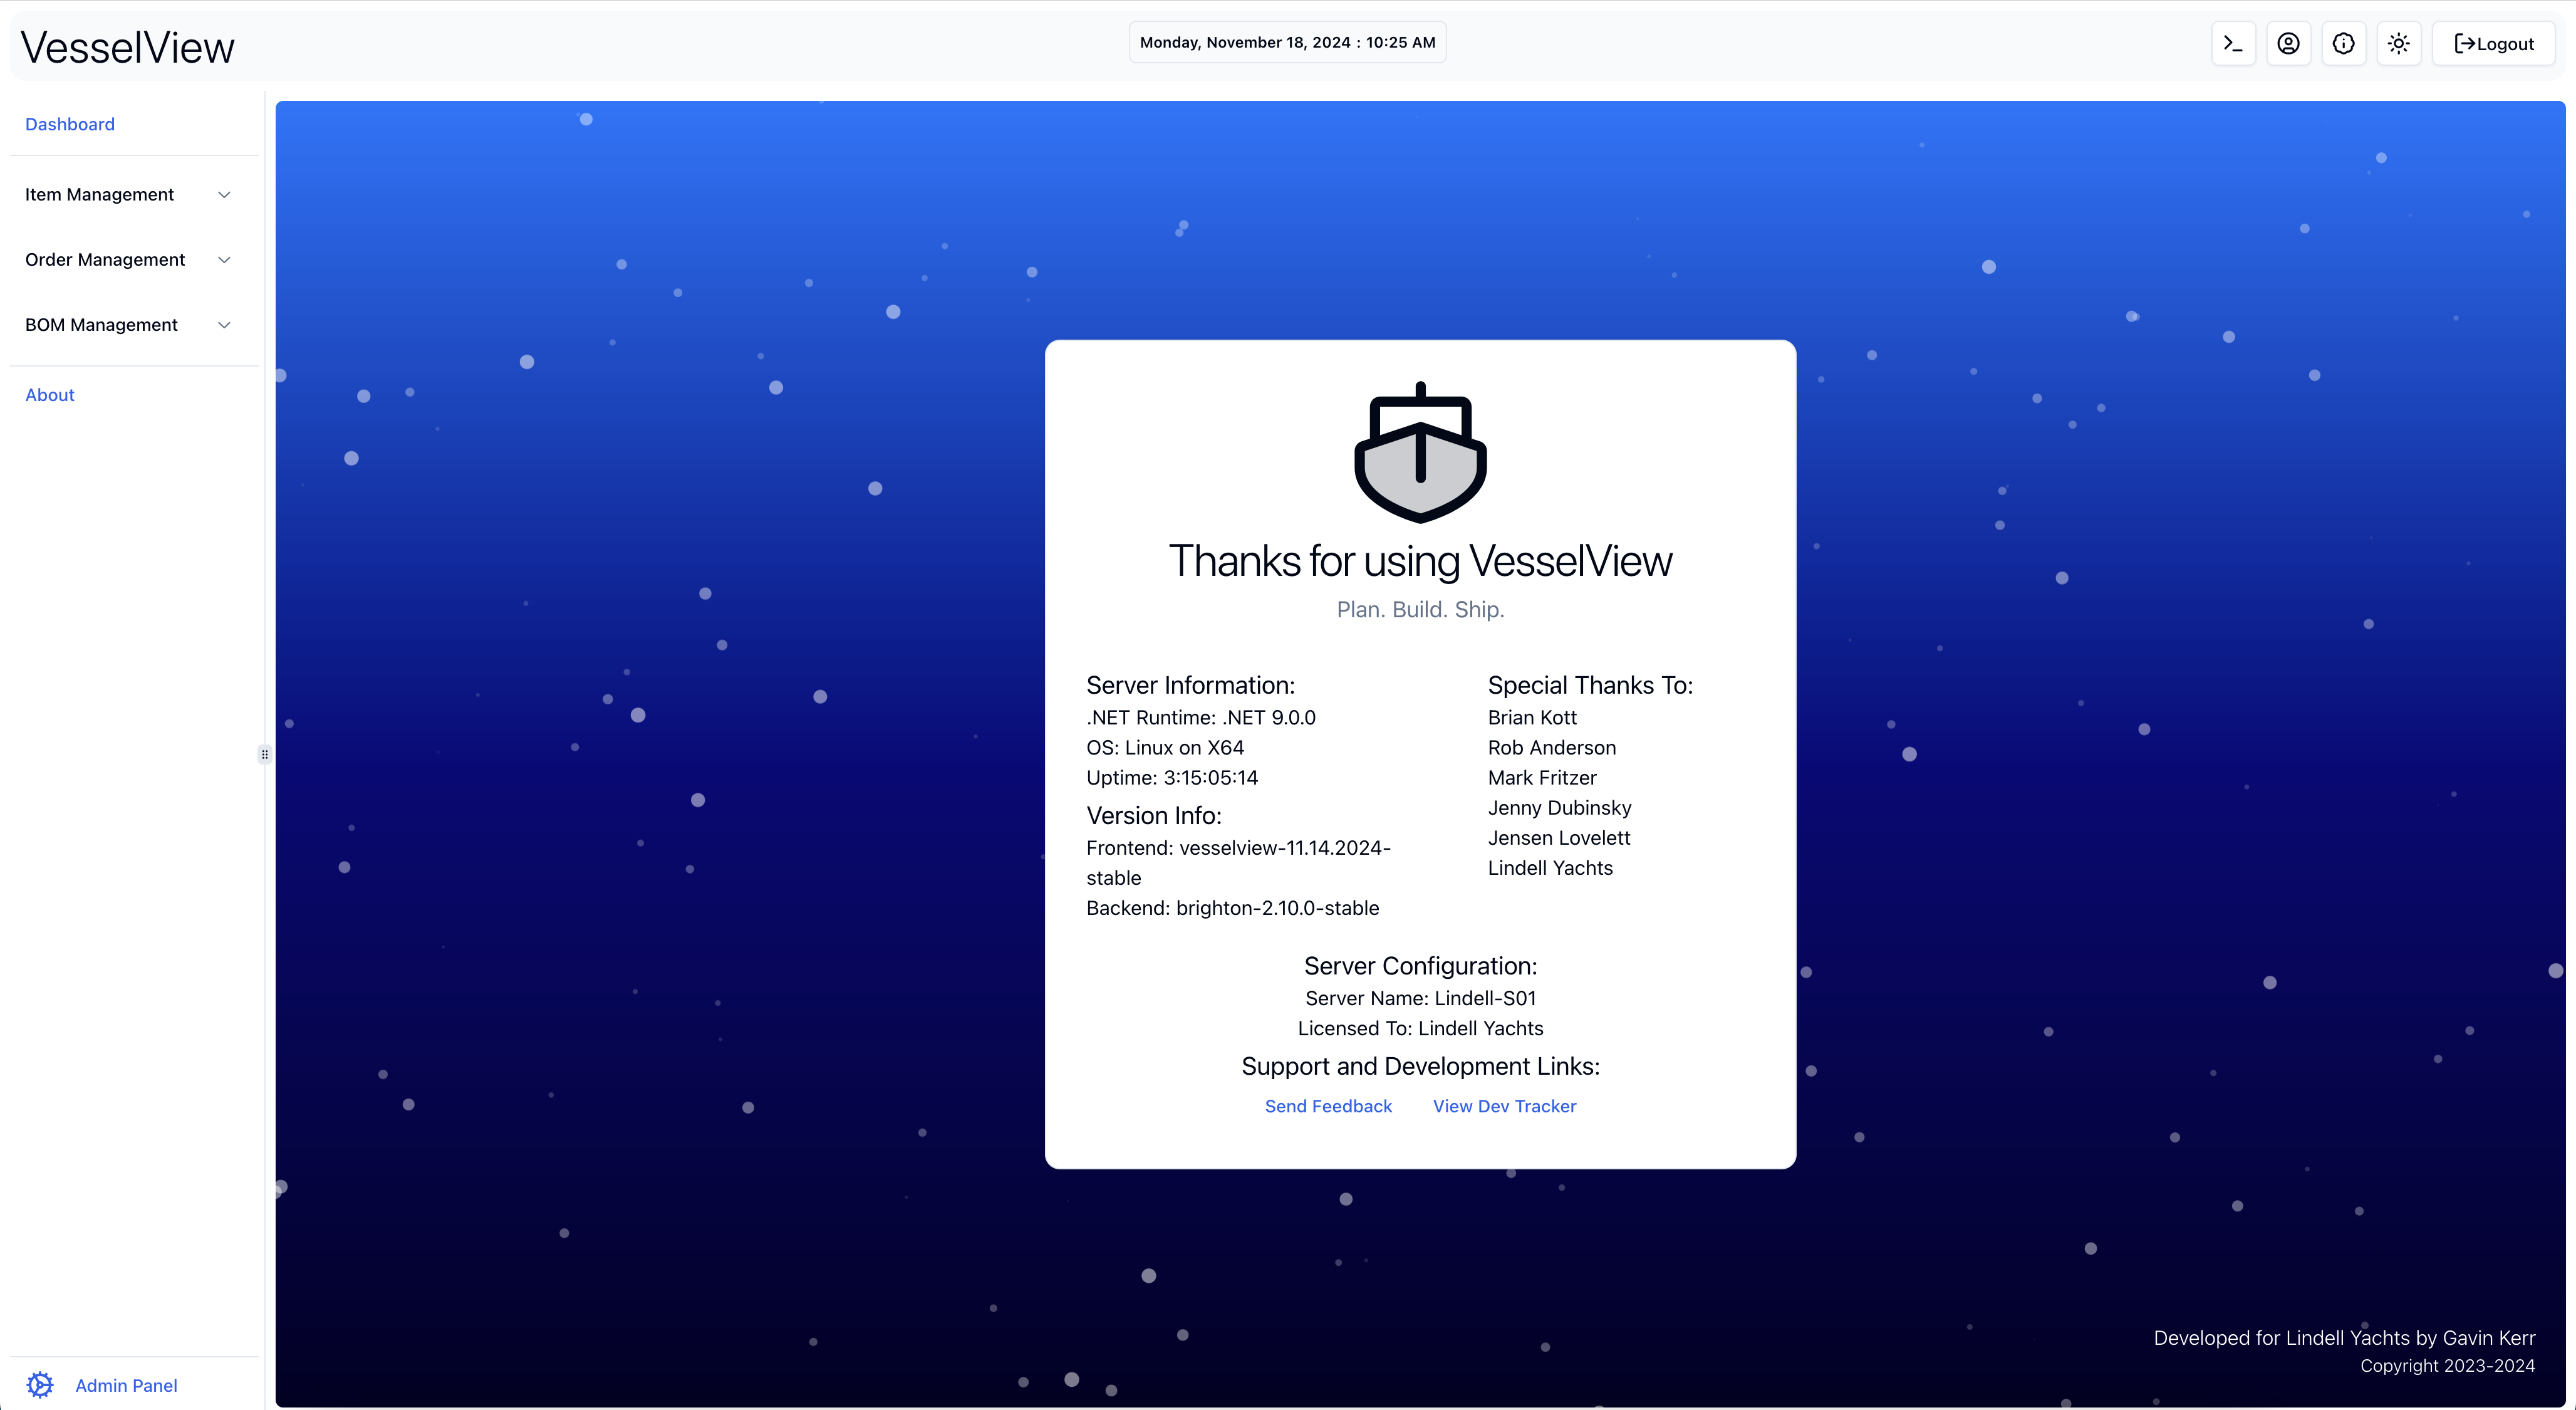 VesselView
Monday, November 18, 2024 : 10:25 AM
Logout
Dashboard
Item Management
Order Management
BOM Management
About
Thanks for using VesselView
Plan. Build. Ship.
Server Information:
.NET Runtime: .NET 9.0.0
OS: Linux on X64
Uptime: 3:15:05:14
Version Info:
Frontend: vesselview-11.14.2024-
stable
Backend: brighton-2.10.0-stable
Special Thanks To:
Brian Kott
Rob Anderson
Mark Fritzer
Jenny Dubinsky
Jensen Lovelett
Lindell Yachts
Server Configuration:
Server Name: Lindell-S01
Licensed To: Lindell Yachts
Support and Development Links:
Send Feedback
View Dev Tracker
Developed for Lindell Yachts by Gavin Kerr
Copyright 2023-2024
Admin Panel